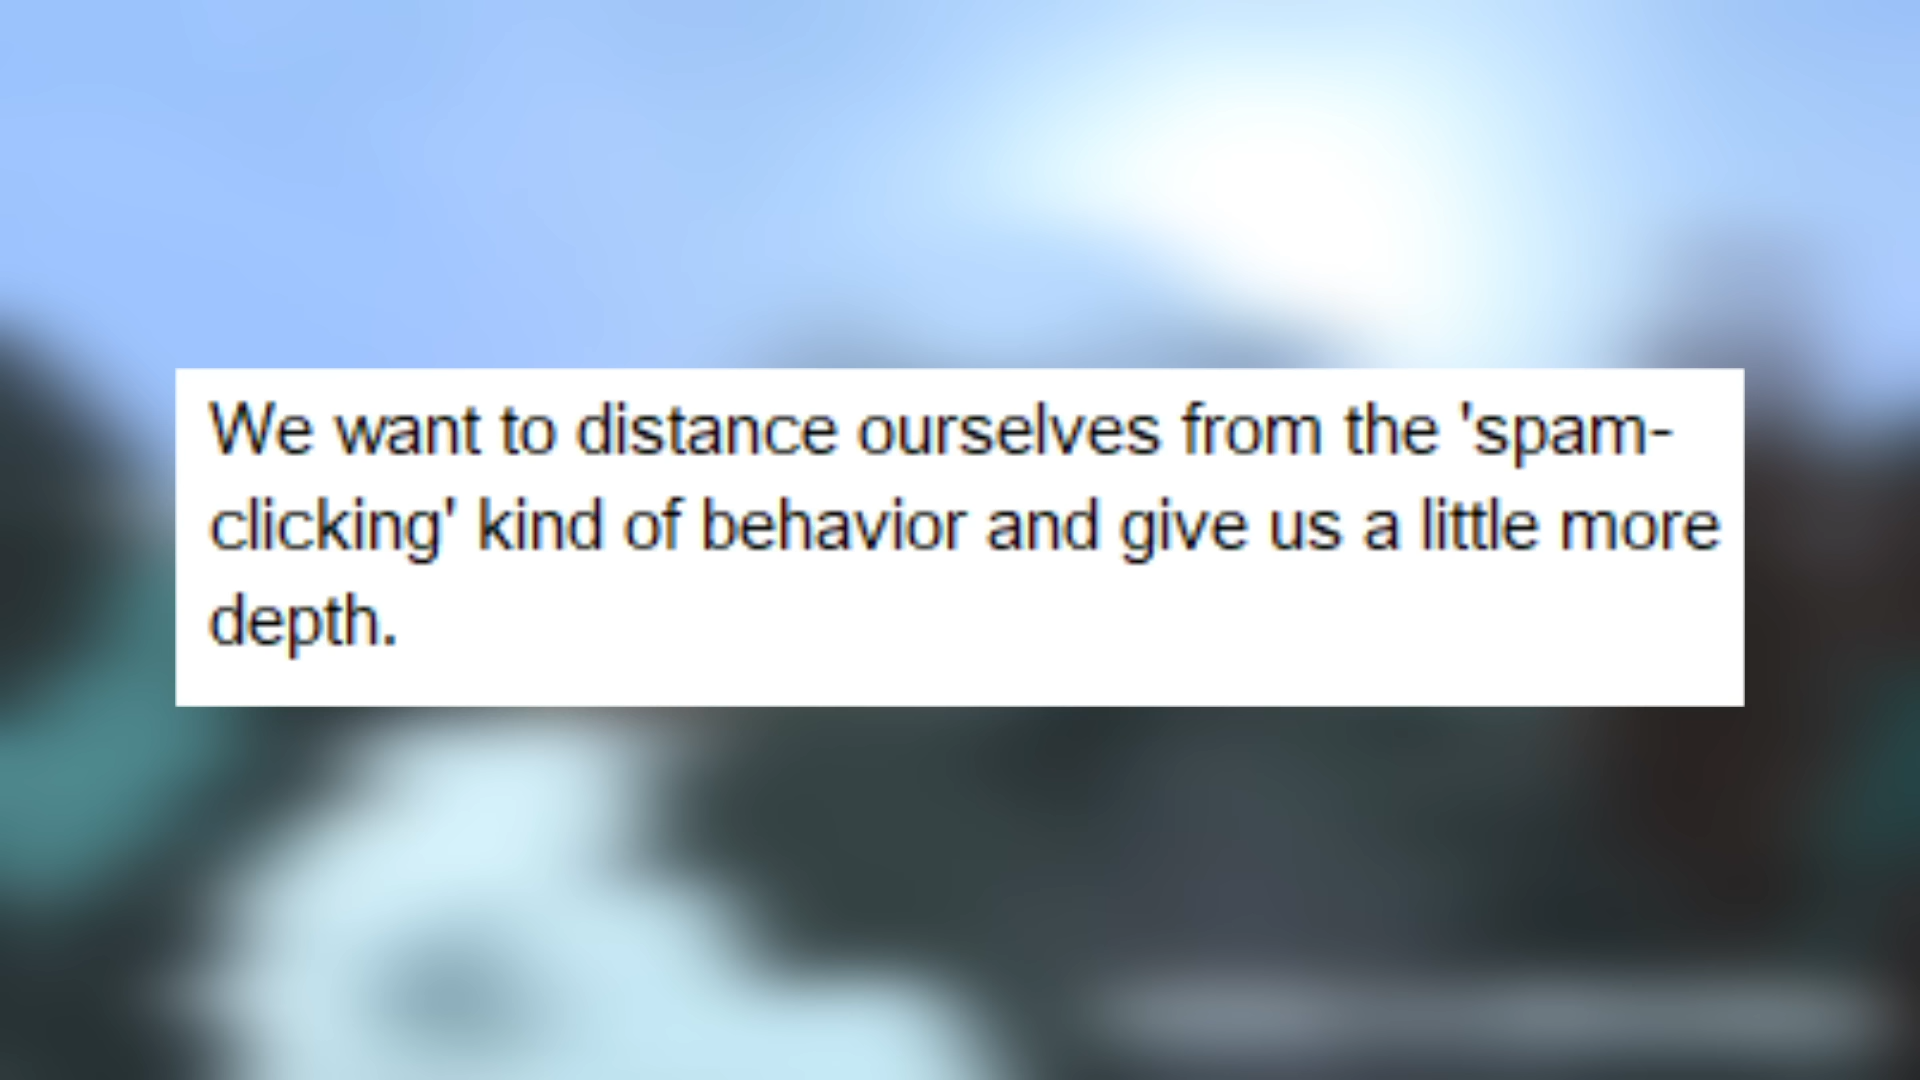 We want to distance ourselves from the 'spam-
clicking' kind of behavior and give us a little more
depth.